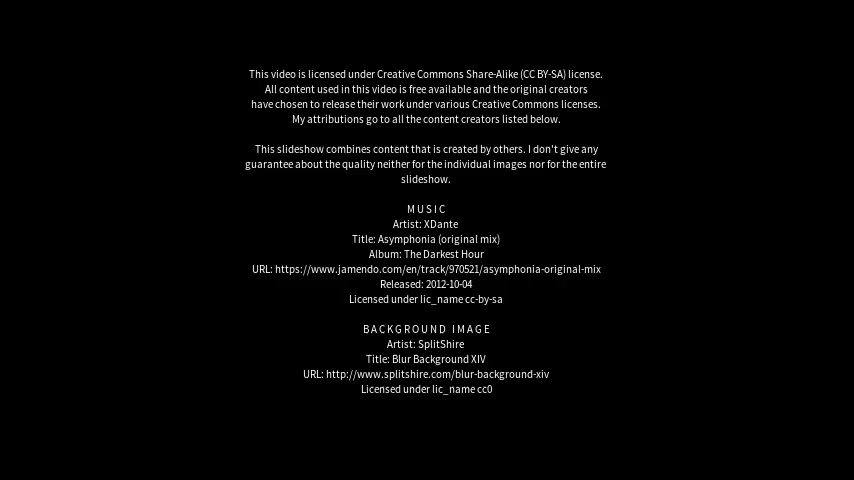 This video is licensed under Creative Commons Share-Alike (CC BY-SA) license.
All content used in this video is free available and the original creators
have chosen to release their work under various Creative Commons licenses.
My attributions go to all the content creators listed below.
This slideshow combines content that is created by others. I don't give any
guarantee about the quality neither for the individual images nor for the entire
slideshow.
MUSIC
Artist: XDante
Title: Asymphonia (original mix)
Album: The Darkest Hour
URL: https://www.jamendo.com/en/track/970521/asymphonia-original-mix
Released: 2012-10-04
Licensed under lic_name cc-by-sa
BACKGROUND IMAGE
Artist: SplitShire
Title: Blur Background XIV
URL: http://www.splitshire.com/blur-background-xiv
Licensed under lic_name cc0